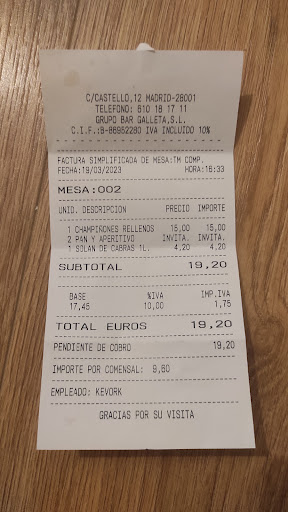 C/CASTELLO,12 MADRID-28001
TELEFONO: 610 18 17 11
GRUPO BAR GALLETA,S.L.
C.I.F.:B-86952280 IVA INCLUIDO 10%
FACTURA SIMPLIFICADA DE MESA:TM COMP.
FECHA:19/03/2023 HORA:16:33
MESA:002
UNID. DESCRIPCION PRECIO IMPORTE
1 CHAMPIÑONES RELLENOS 15,00 15,00
2 PAN Y APERITIVO INVITA. INVITA.
1 SOLAN DE CABRAS 1L. 4,20 4,20
SUBTOTAL 19,20
BASE %IVA IMP.IVA
17,45 10,00 1,75
TOTAL EUROS 19,20
PENDIENTE DE COBRO 19,20
IMPORTE POR COMENSAL: 9,60
EMPLEADO: KEVORK
GRACIAS POR SU VISITA